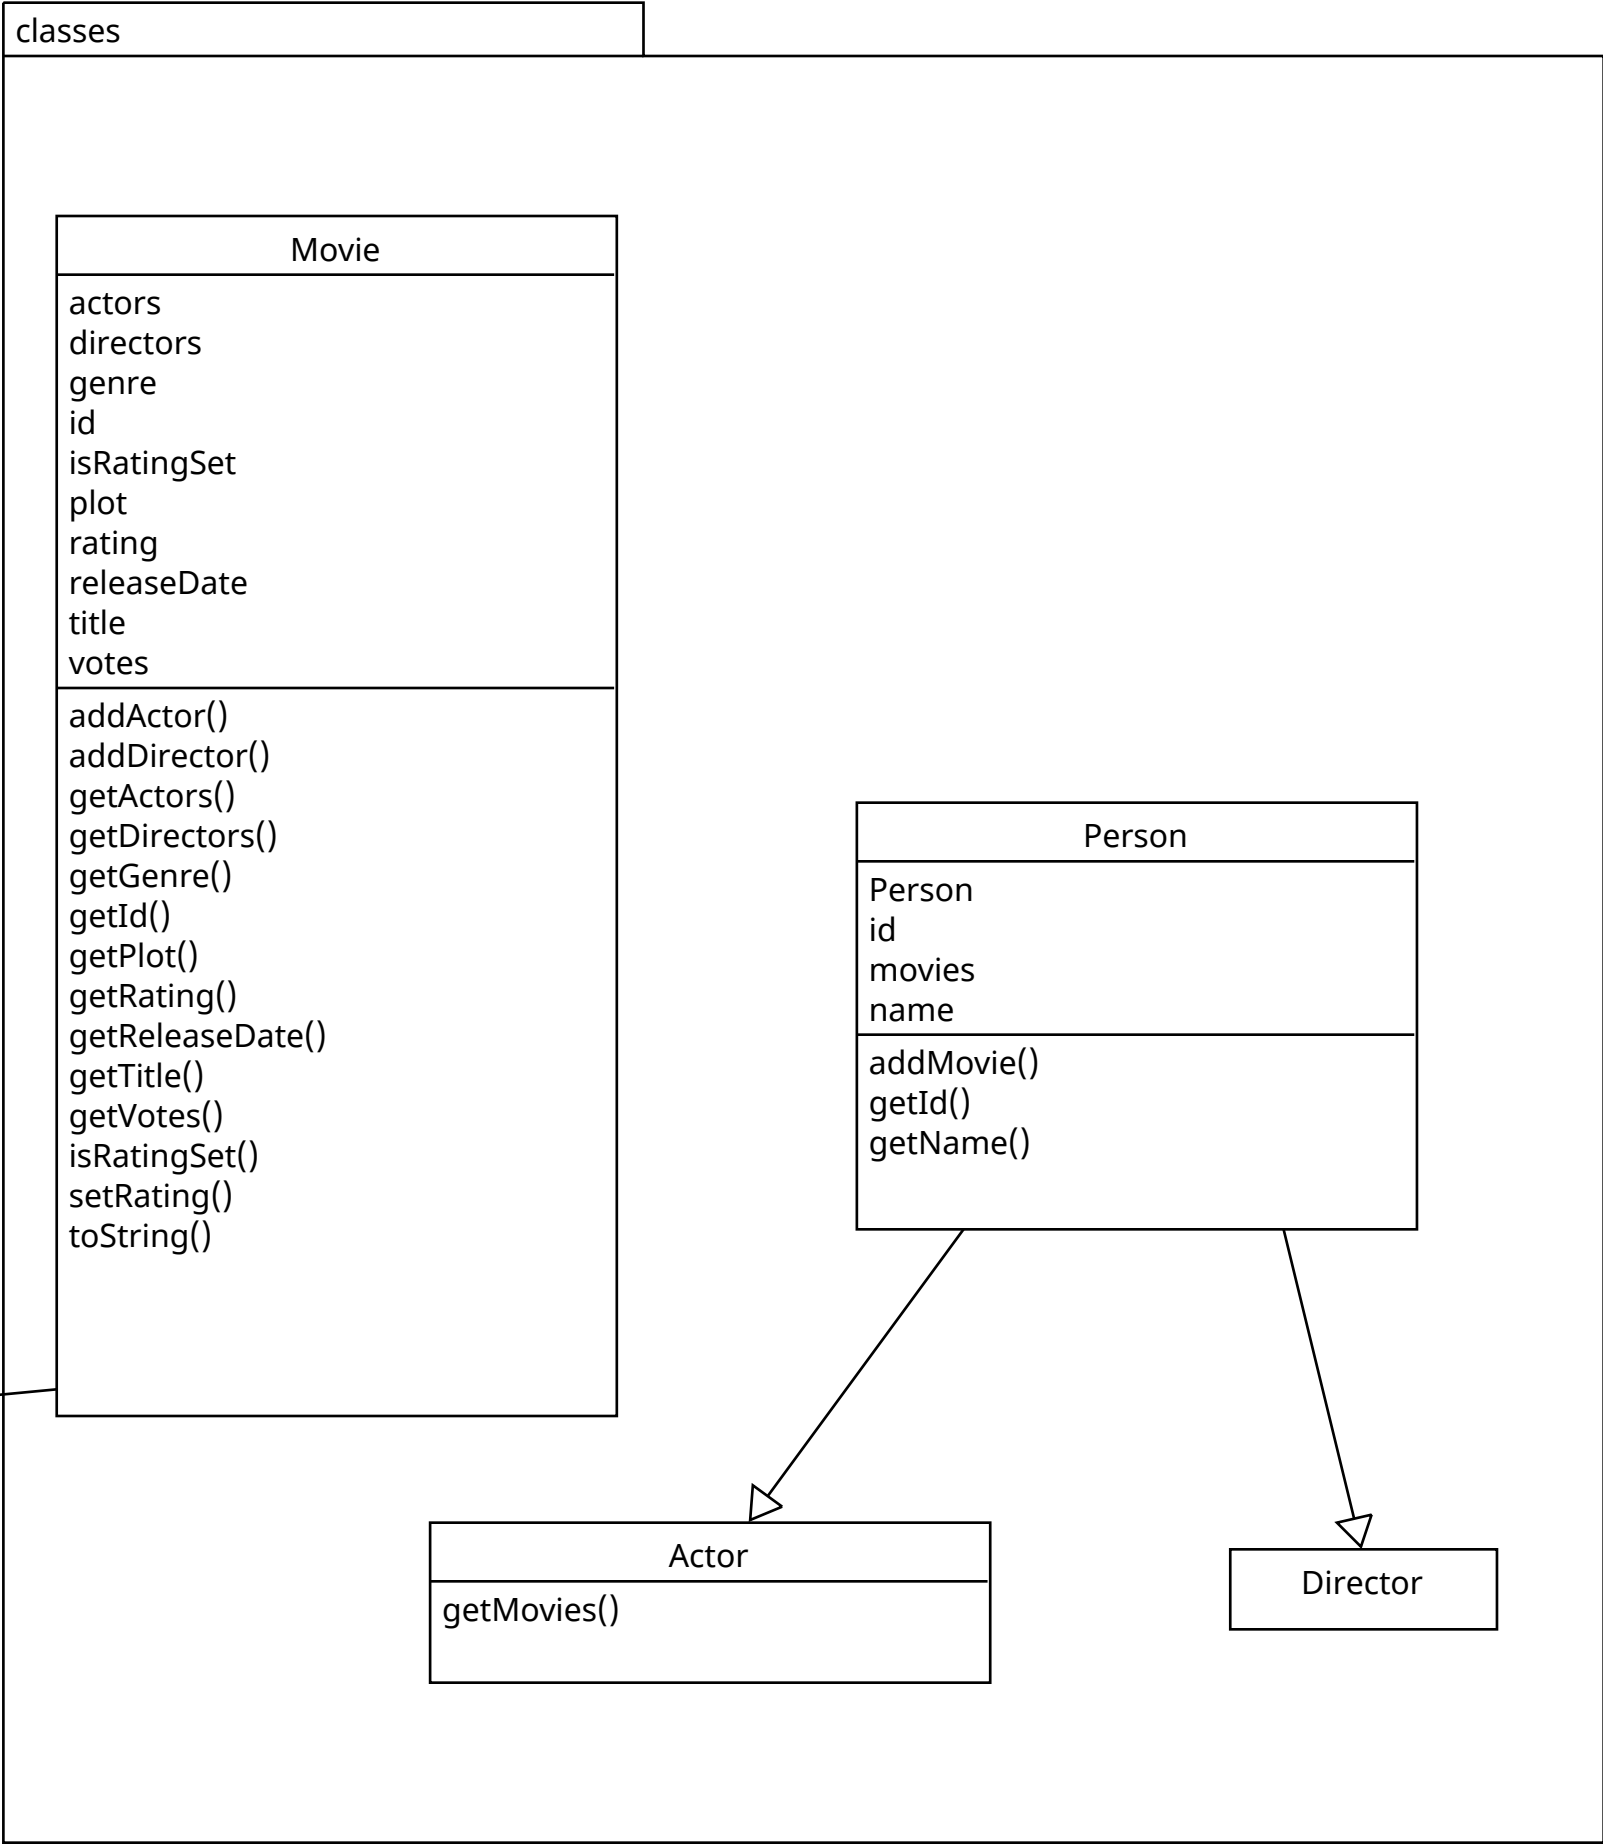 classes
Movie
actors
directors
genre
id
isRatingSet
plot
rating
releaseDate
title
votes
addActor()
addDirector()
getActors()
getDirectors()
getGenre()
getId()
getPlot()
getRating()
getReleaseDate()
getTitle()
getVotes()
isRatingSet()
setRating()
toString()
Person
Person
id
movies
name
addMovie()
getId()
getName()
Actor
getMovies()
Director